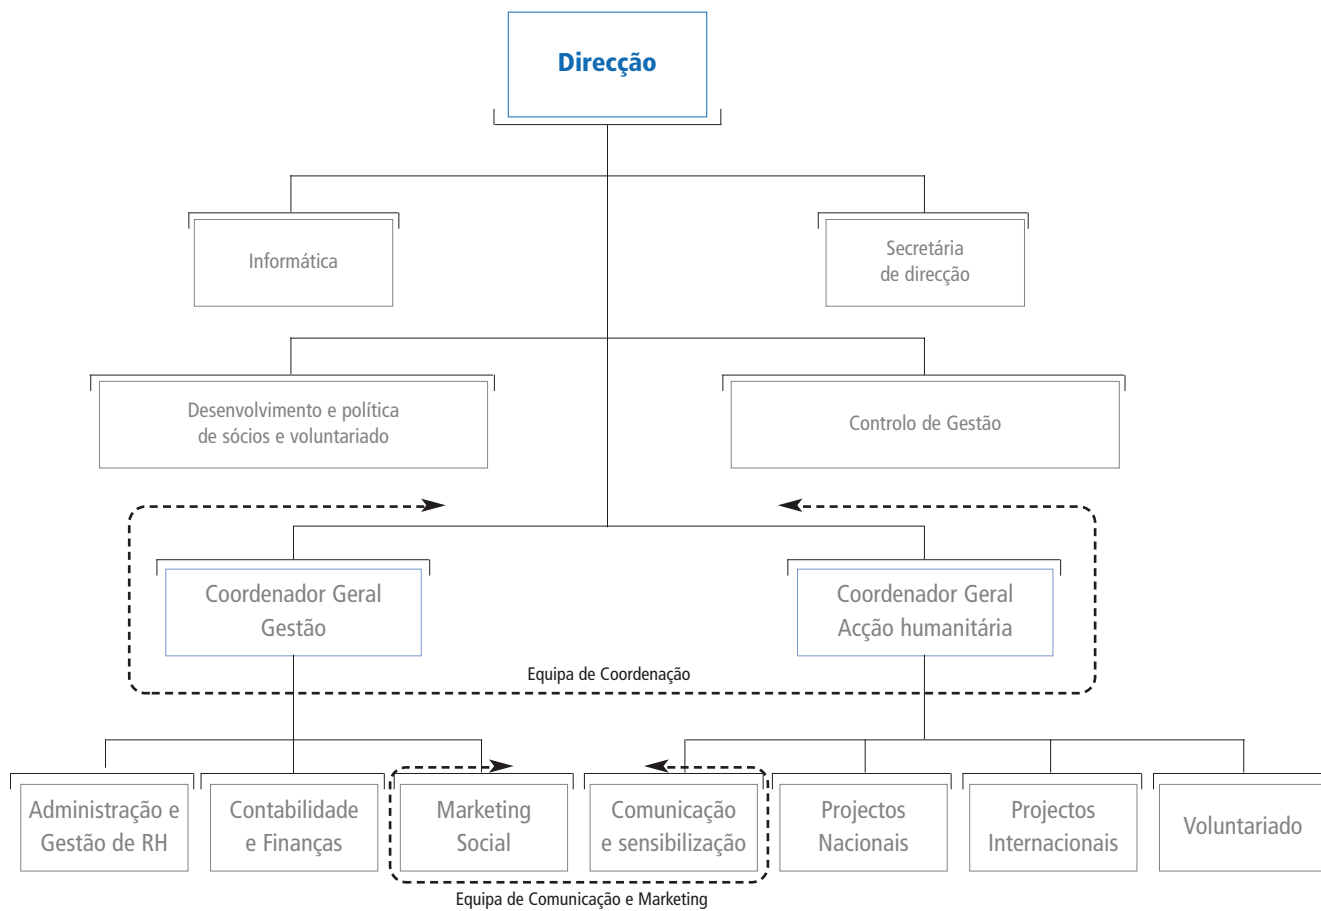 Direcção
Informática
Secretária
de direcção
Desenvolvimento e política
de sócios e voluntariado
Controlo de Gestão
Coordenador Geral
Gestão
Coordenador Geral
Acção humanitária
Equipa de Coordenação
Administração e
Gestão de RH
Contabilidade
e Finanças
Marketing
Social
Comunicação
e sensibilização
Projectos
Nacionais
Projectos
Internacionais
Voluntariado
Equipa de Comunicação e Marketing